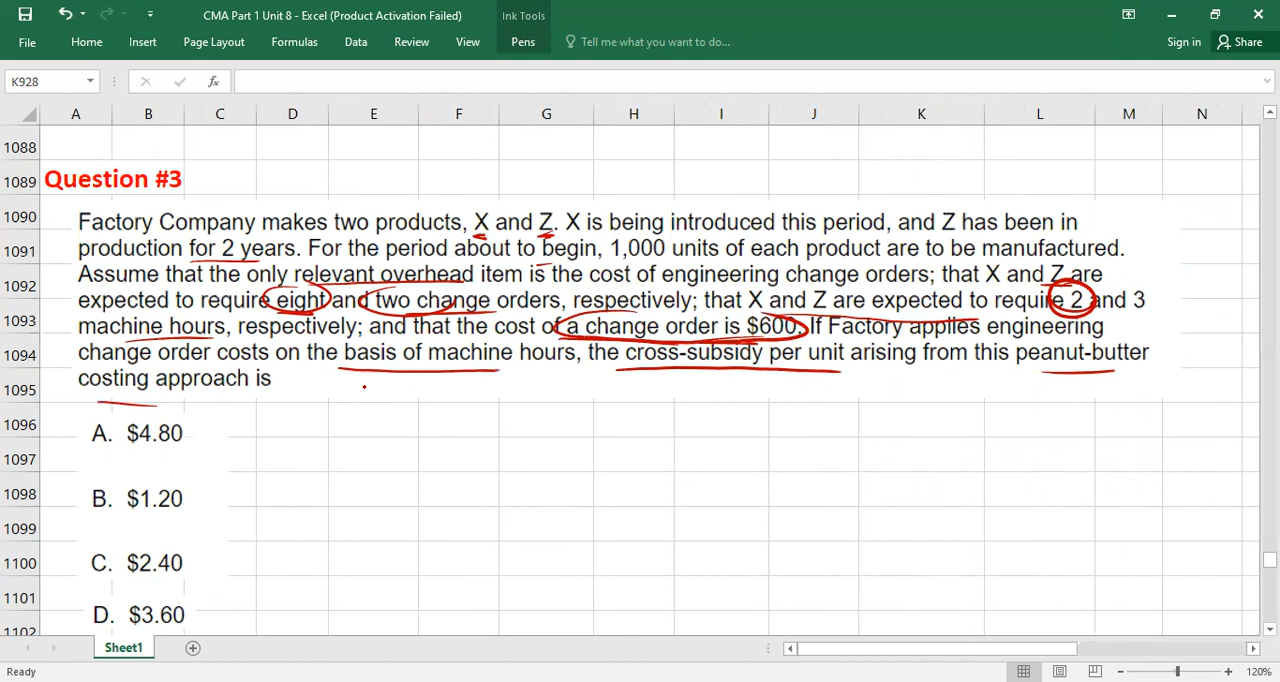 CMA Part 1 Unit 8 - Excel (Product Activation Failed)
Ink Tools
File Home Insert Page Layout Formulas Data Review View Pens Tell me what you want to do... Sign in Share
K928 fx
A B C D E F G H I J K L M N
1088
1089 Question #3
1090 Factory Company makes two products, X and Z. X is being introduced this period, and Z has been in
1091 production for 2 years. For the period about to begin, 1,000 units of each product are to be manufactured.
1092 Assume that the only relevant overhead item is the cost of engineering change orders; that X and Z are
1093 expected to require eight and two change orders, respectively; that X and Z are expected to require 2 and 3
1094 machine hours, respectively; and that the cost of a change order is $600. If Factory applies engineering
change order costs on the basis of machine hours, the cross-subsidy per unit arising from this peanut-butter
1095 costing approach is
1096 A. $4.80
1097
1098 B. $1.20
1099
1100 C. $2.40
1101
1102 D. $3.60
Sheet1
Ready 120%